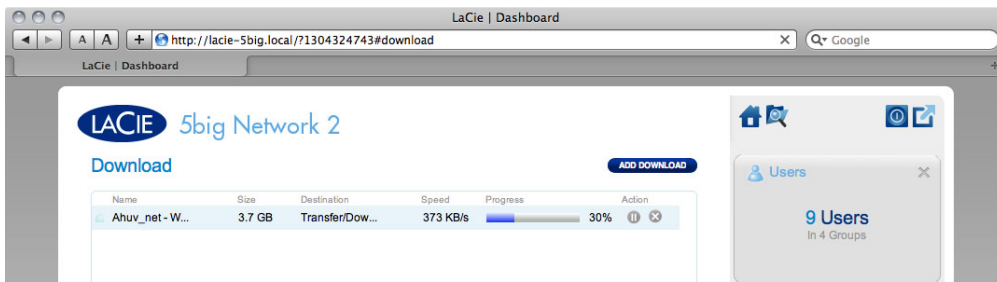 LaCie | Dashboard
A A + http://lacie-5big.local/?1304324743#download Google
LaCie | Dashboard
LACIE 5big Network 2
Download ADD DOWNLOAD
Name Size Destination Speed Progress Action
Ahuv_net - W... 3.7 GB Transfer/Dow... 373 KB/s 30%
Users
9 Users
In 4 Groups